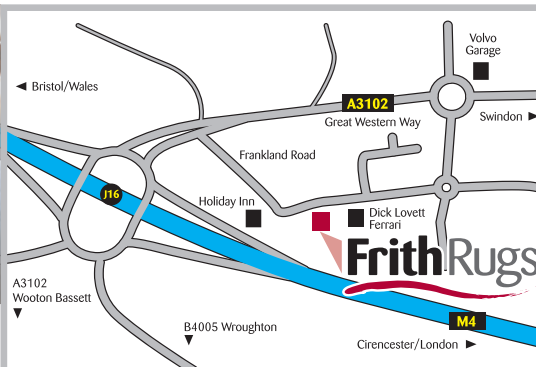 Volvo
Garage
Bristol/Wales
A3102
Great Western Way
Swindon
Frankland Road
J16
Holiday Inn
Dick Lovett
Ferrari
FrithRugs
A3102
Wooton Bassett
B4005 Wroughton
M4
Cirencester/London